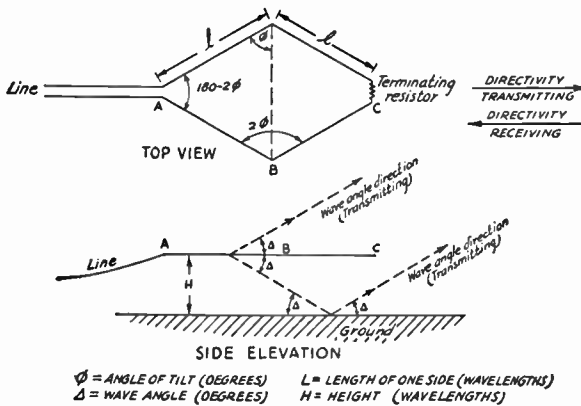 l
l
Line
A
180-2Ø
Ø
2Ø
B
Terminating
resistor
C
DIRECTIVITY
TRANSMITTING
DIRECTIVITY
RECEIVING
TOP VIEW
Wave angle direction
(Transmitting)
Wave angle direction
(Transmitting)
A
B
C
Δ
Δ
Line
H
Δ
Δ
Ground
SIDE ELEVATION
Ø = ANGLE OF TILT (DEGREES)
L = LENGTH OF ONE SIDE (WAVELENGTHS)
Δ = WAVE ANGLE (DEGREES)
H = HEIGHT (WAVELENGTHS)